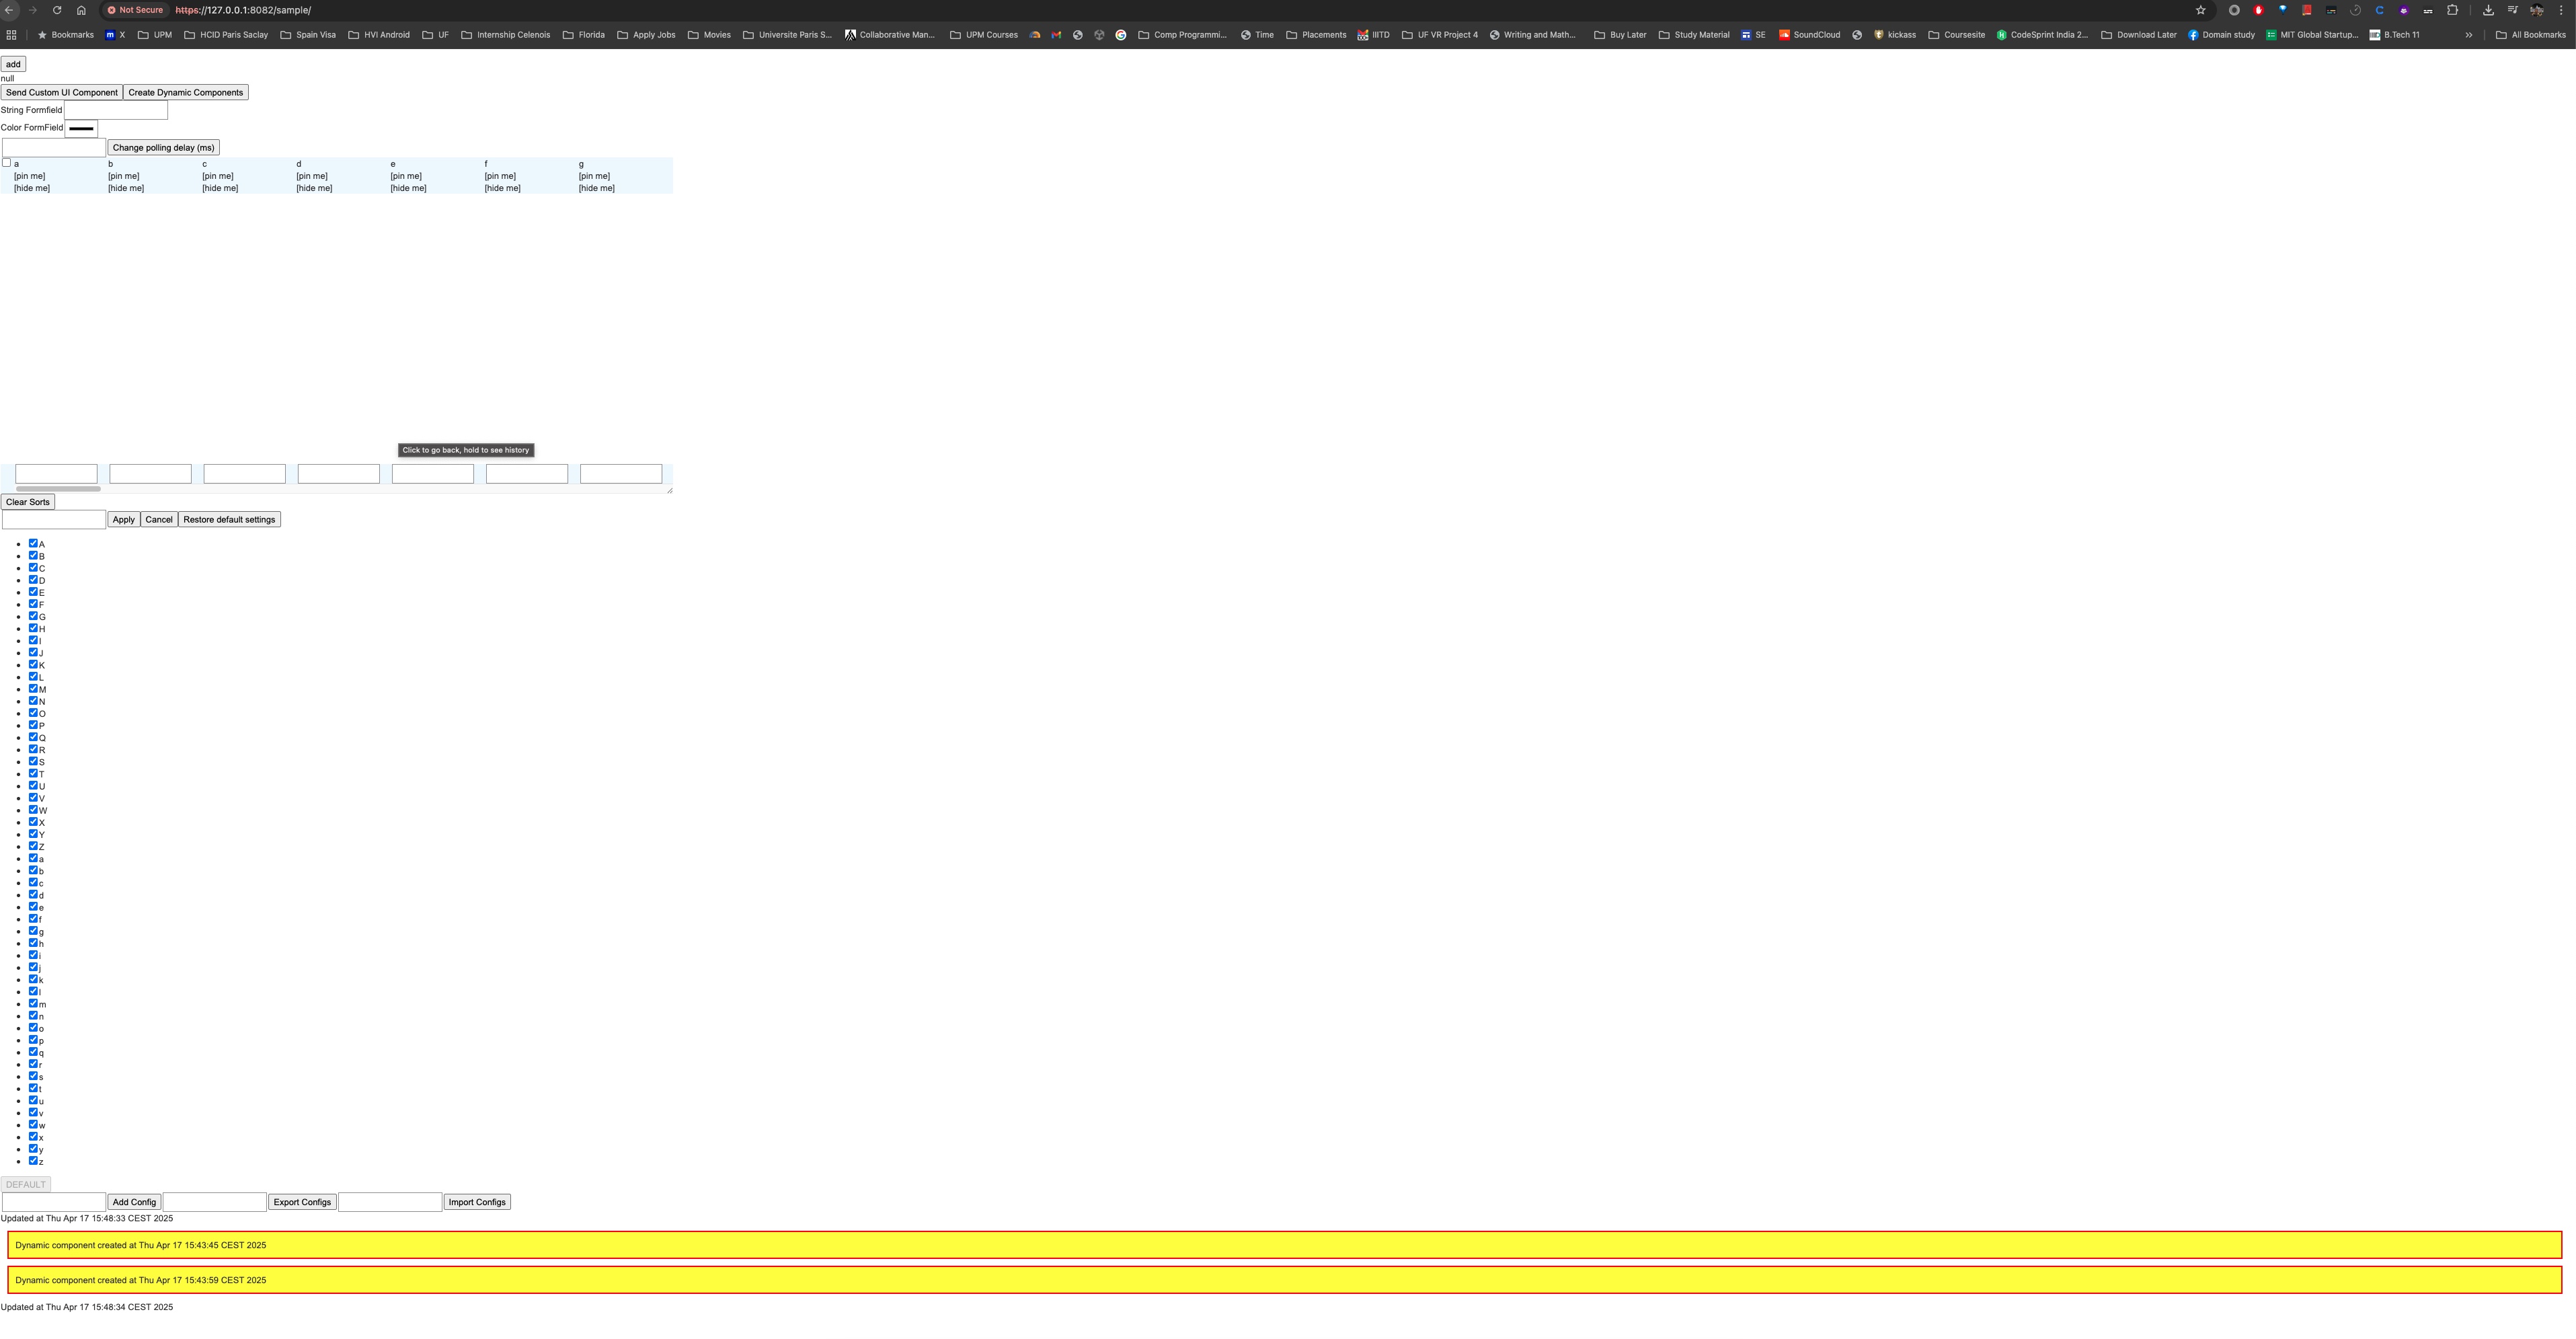 Not Secure https://127.0.0.1:8082/sample/
Bookmarks X UPM HCID Paris Saclay Spain Visa HVI Android UF Internship Celenois Florida Apply Jobs Movies Universite Paris S... Collaborative Man... UPM Courses Comp Programmi... Time Placements IIITD UF VR Project 4 Writing and Math... Buy Later Study Material SE SoundCloud kickass Coursesite CodeSprint India 2... Download Later Domain study MIT Global Startup... B.Tech 11 » All Bookmarks
add
null
Send Custom UI Component Create Dynamic Components
String Formfield
Color FormField
Change polling delay (ms)
a b c d e f g
[pin me] [pin me] [pin me] [pin me] [pin me] [pin me] [pin me]
[hide me] [hide me] [hide me] [hide me] [hide me] [hide me] [hide me]
Click to go back, hold to see history
Clear Sorts
Apply Cancel Restore default settings
A
B
C
D
E
F
G
H
I
J
K
L
M
N
O
P
Q
R
S
T
U
V
W
X
Y
Z
a
b
c
d
e
f
g
h
i
j
k
l
m
n
o
p
q
r
s
t
u
v
w
x
y
z
DEFAULT
Add Config Export Configs Import Configs
Updated at Thu Apr 17 15:48:33 CEST 2025
Dynamic component created at Thu Apr 17 15:43:45 CEST 2025
Dynamic component created at Thu Apr 17 15:43:59 CEST 2025
Updated at Thu Apr 17 15:48:34 CEST 2025